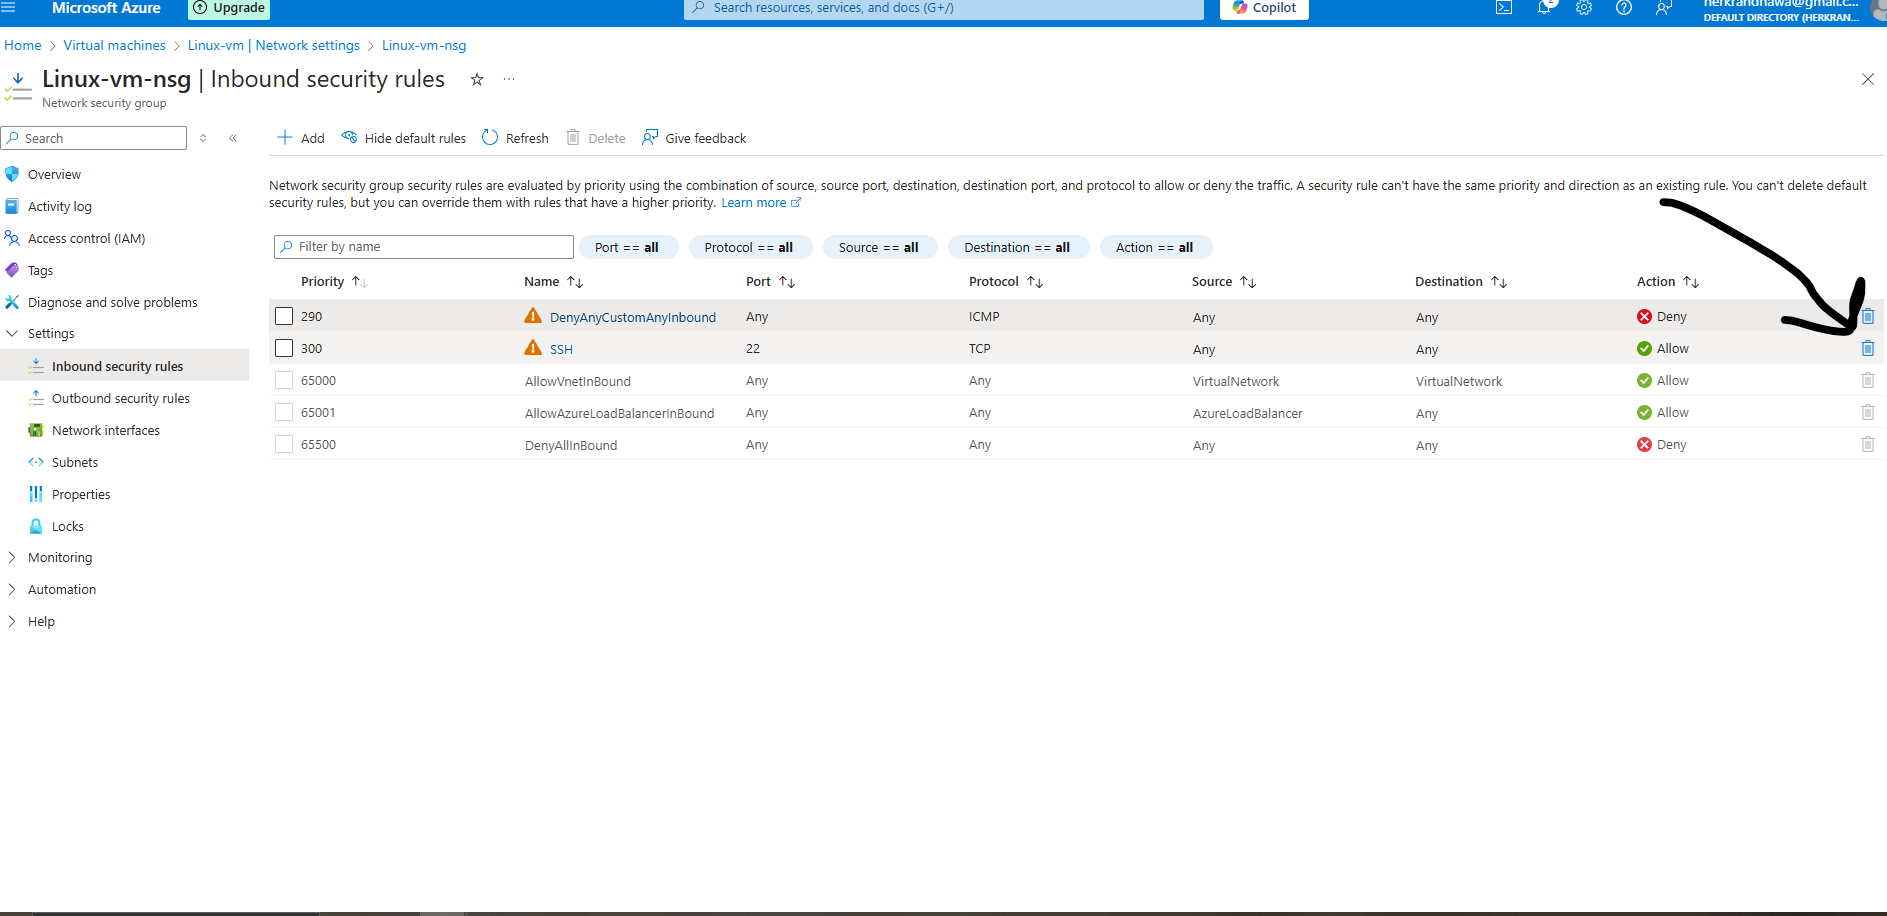 Microsoft Azure
Upgrade
Search resources, services, and docs (G+/)
Copilot
2
herkrandhawa@gmail.c...
DEFAULT DIRECTORY (HERKRAN...
Home > Virtual machines > Linux-vm | Network settings > Linux-vm-nsg
Linux-vm-nsg | Inbound security rules
Network security group
Search
Add
Hide default rules
Refresh
Delete
Give feedback
Overview
Activity log
Access control (IAM)
Tags
Diagnose and solve problems
Settings
Inbound security rules
Outbound security rules
Network interfaces
Subnets
Properties
Locks
Monitoring
Automation
Help
Network security group security rules are evaluated by priority using the combination of source, source port, destination, destination port, and protocol to allow or deny the traffic. A security rule can't have the same priority and direction as an existing rule. You can't delete default
security rules, but you can override them with rules that have a higher priority. Learn more
Filter by name
Port == all
Protocol == all
Source == all
Destination == all
Action == all
Priority Name Port Protocol Source Destination Action
290 DenyAnyCustomAnyInbound Any ICMP Any Any Deny
300 SSH 22 TCP Any Any Allow
65000 AllowVnetInBound Any Any VirtualNetwork VirtualNetwork Allow
65001 AllowAzureLoadBalancerInBound Any Any AzureLoadBalancer Any Allow
65500 DenyAllInBound Any Any Any Any Deny